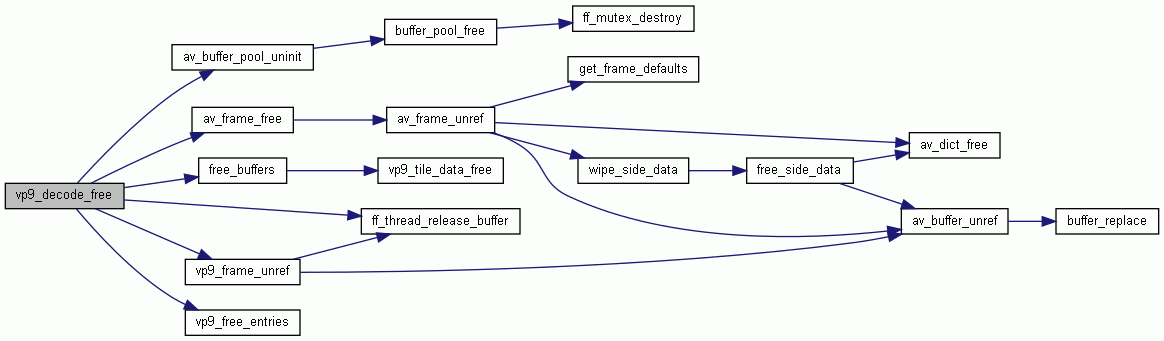 ff_mutex_destroy
buffer_pool_free
av_buffer_pool_uninit
get_frame_defaults
av_frame_free
av_frame_unref
av_dict_free
free_buffers
vp9_tile_data_free
wipe_side_data
free_side_data
vp9_decode_free
ff_thread_release_buffer
av_buffer_unref
buffer_replace
vp9_frame_unref
vp9_free_entries